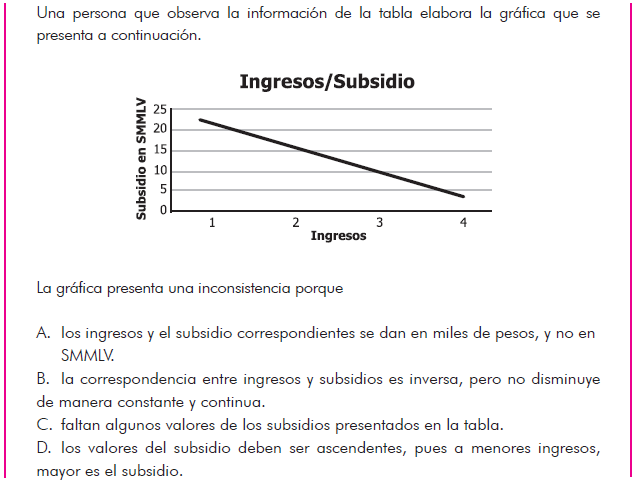 Una persona que observa la información de la tabla elabora la gráfica que se
presenta a continuación.
Ingresos/Subsidio
Subsidio en SMMLV
25
20
15
10
5
0
1 2 3 4
Ingresos
La gráfica presenta una inconsistencia porque
A. los ingresos y el subsidio correspondientes se dan en miles de pesos, y no en
SMMLV.
B. la correspondencia entre ingresos y subsidios es inversa, pero no disminuye
de manera constante y continua.
C. faltan algunos valores de los subsidios presentados en la tabla.
D. los valores del subsidio deben ser ascendentes, pues a menores ingresos,
mayor es el subsidio.